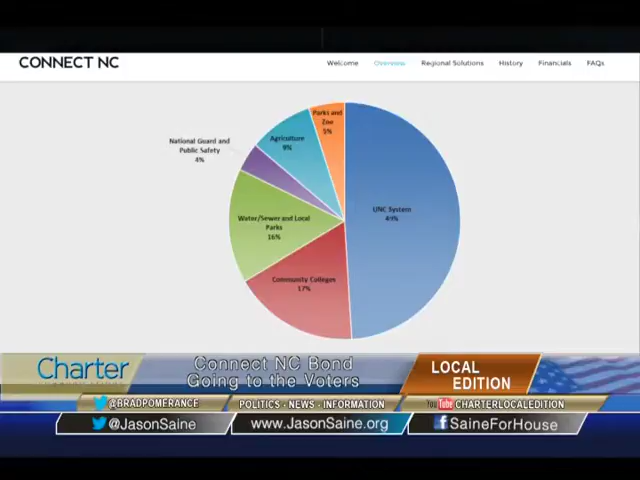 CONNECT NC
Welcome Overview Regional Solutions History Financials FAQs
Parks and
Zoo
5%
Agriculture
9%
National Guard and
Public Safety
4%
UNC System
49%
Water/Sewer and Local
Parks
16%
Community Colleges
17%
Charter
Connect NC Bond
Going to the Voters
LOCAL
EDITION
@BRADPOMERANCE POLITICS - NEWS - INFORMATION You Tube CHARTERLOCALEDITION
@JasonSaine www.JasonSaine.org f SaineForHouse